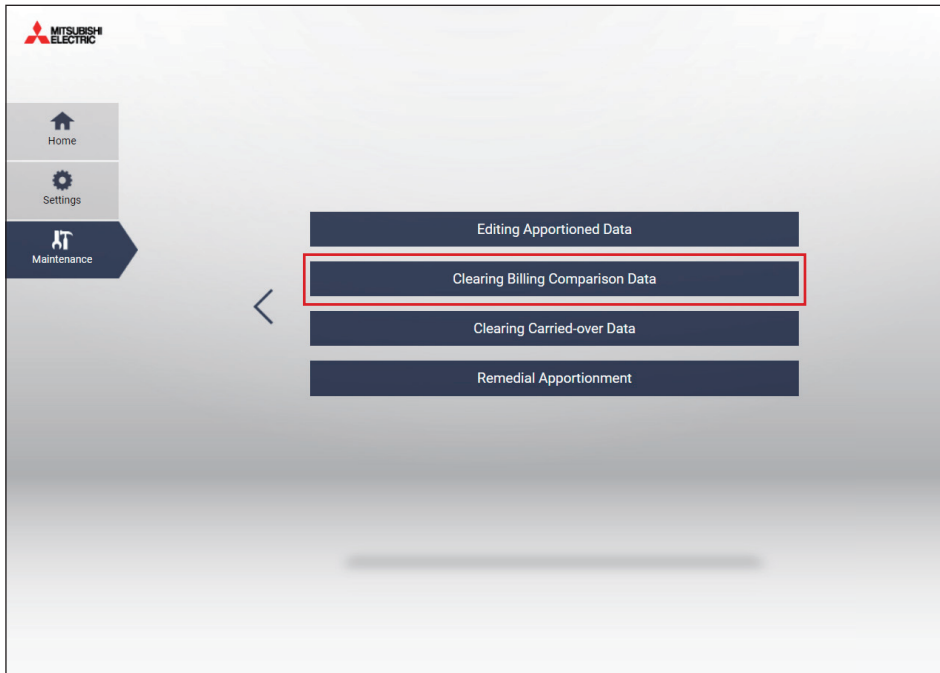 MITSUBISHI
ELECTRIC
Home
Settings
Maintenance
Editing Apportioned Data
Clearing Billing Comparison Data
Clearing Carried-over Data
Remedial Apportionment